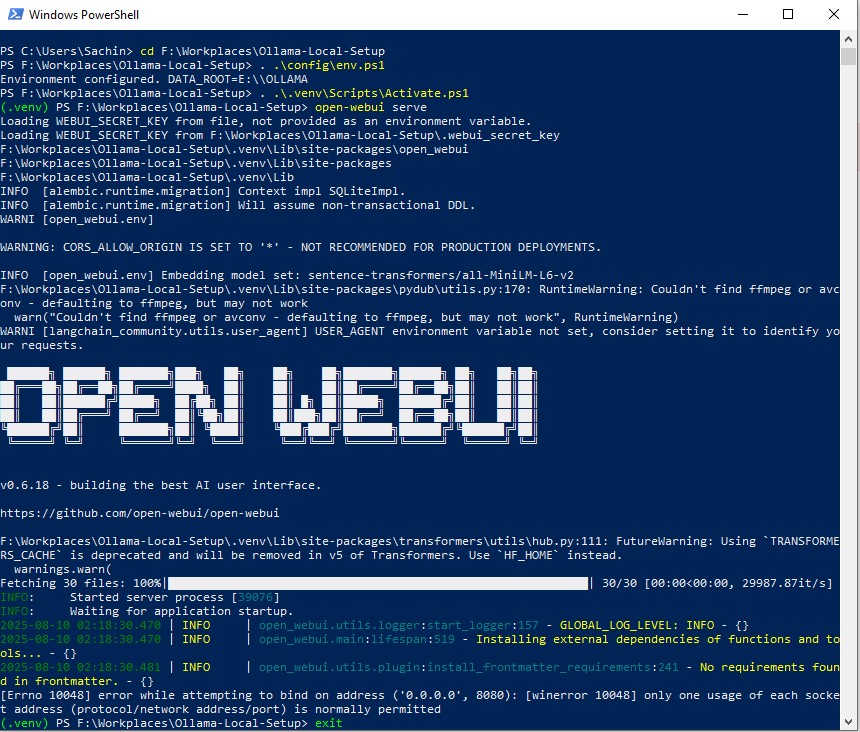 Windows PowerShell
PS C:\Users\Sachin> cd F:\Workplaces\Ollama-Local-Setup
PS F:\Workplaces\Ollama-Local-Setup> . .\config\env.ps1
Environment configured. DATA_ROOT=E:\\OLLAMA
PS F:\Workplaces\Ollama-Local-Setup> . .\.venv\Scripts\Activate.ps1
(.venv) PS F:\Workplaces\Ollama-Local-Setup> open-webui serve
Loading WEBUI_SECRET_KEY from file, not provided as an environment variable.
Loading WEBUI_SECRET_KEY from F:\Workplaces\Ollama-Local-Setup\.webui_secret_key
F:\Workplaces\Ollama-Local-Setup\.venv\Lib\site-packages\open_webui
F:\Workplaces\Ollama-Local-Setup\.venv\Lib\site-packages
F:\Workplaces\Ollama-Local-Setup\.venv\Lib
INFO  [alembic.runtime.migration] Context impl SQLiteImpl.
INFO  [alembic.runtime.migration] Will assume non-transactional DDL.
WARNI [open_webui.env]
WARNING: CORS_ALLOW_ORIGIN IS SET TO '*' - NOT RECOMMENDED FOR PRODUCTION DEPLOYMENTS.
INFO  [open_webui.env] Embedding model set: sentence-transformers/all-MiniLM-L6-v2
F:\Workplaces\Ollama-Local-Setup\.venv\Lib\site-packages\pydub\utils.py:170: RuntimeWarning: Couldn't find ffmpeg or avc
onv - defaulting to ffmpeg, but may not work
  warn("Couldn't find ffmpeg or avconv - defaulting to ffmpeg, but may not work", RuntimeWarning)
WARNI [langchain_community.utils.user_agent] USER_AGENT environment variable not set, consider setting it to identify yo
ur requests.
OPEN WEBUI
v0.6.18 - building the best AI user interface.
https://github.com/open-webui/open-webui
F:\Workplaces\Ollama-Local-Setup\.venv\Lib\site-packages\transformers\utils\hub.py:111: FutureWarning: Using `TRANSFORME
RS_CACHE` is deprecated and will be removed in v5 of Transformers. Use `HF_HOME` instead.
  warnings.warn(
Fetching 30 files: 100%| | 30/30 [00:00<00:00, 29987.87it/s]
INFO:     Started server process [39076]
INFO:     Waiting for application startup.
2025-08-10 02:18:30.470 | INFO     | open_webui.utils.logger:start_logger:157 - GLOBAL_LOG_LEVEL: INFO - {}
2025-08-10 02:18:30.470 | INFO     | open_webui.main:lifespan:519 - Installing external dependencies of functions and to
ols... - {}
2025-08-10 02:18:30.481 | INFO     | open_webui.utils.plugin:install_frontmatter_requirements:241 - No requirements foun
d in frontmatter. - {}
[Errno 10048] error while attempting to bind on address ('0.0.0.0', 8080): [winerror 10048] only one usage of each socke
t address (protocol/network address/port) is normally permitted
(.venv) PS F:\Workplaces\Ollama-Local-Setup> exit